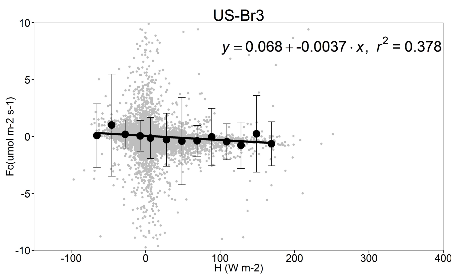 US-Br3
y = 0.068 + -0.0037 · x, r² = 0.378
10
5
0
-5
-10
Fc(umol m-2 s-1)
-100 0 100 200 300 400
H (W m-2)